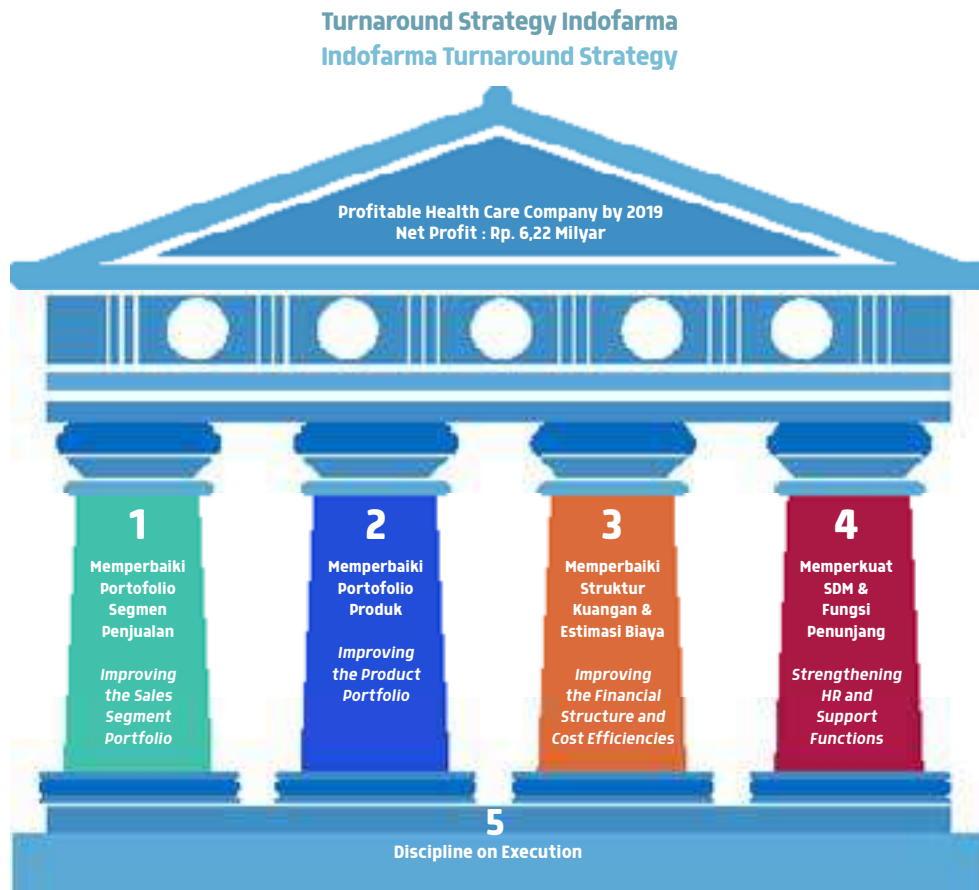 Turnaround Strategy Indofarma
Indofarma Turnaround Strategy
Profitable Health Care Company by 2019
Net Profit : Rp. 6,22 Milyar
1
Memperbaiki
Portofolio
Segmen
Penjualan
Improving
the Sales
Segment
Portfolio
2
Memperbaiki
Portofolio
Produk
Improving
the Product
Portfolio
3
Memperbaiki
Struktur
Kuangan &
Estimasi Biaya
Improving
the Financial
Structure and
Cost Efficiencies
4
Memperkuat
SDM &
Fungsi
Penunjang
Strengthening
HR and
Support
Functions
5
Discipline on Execution